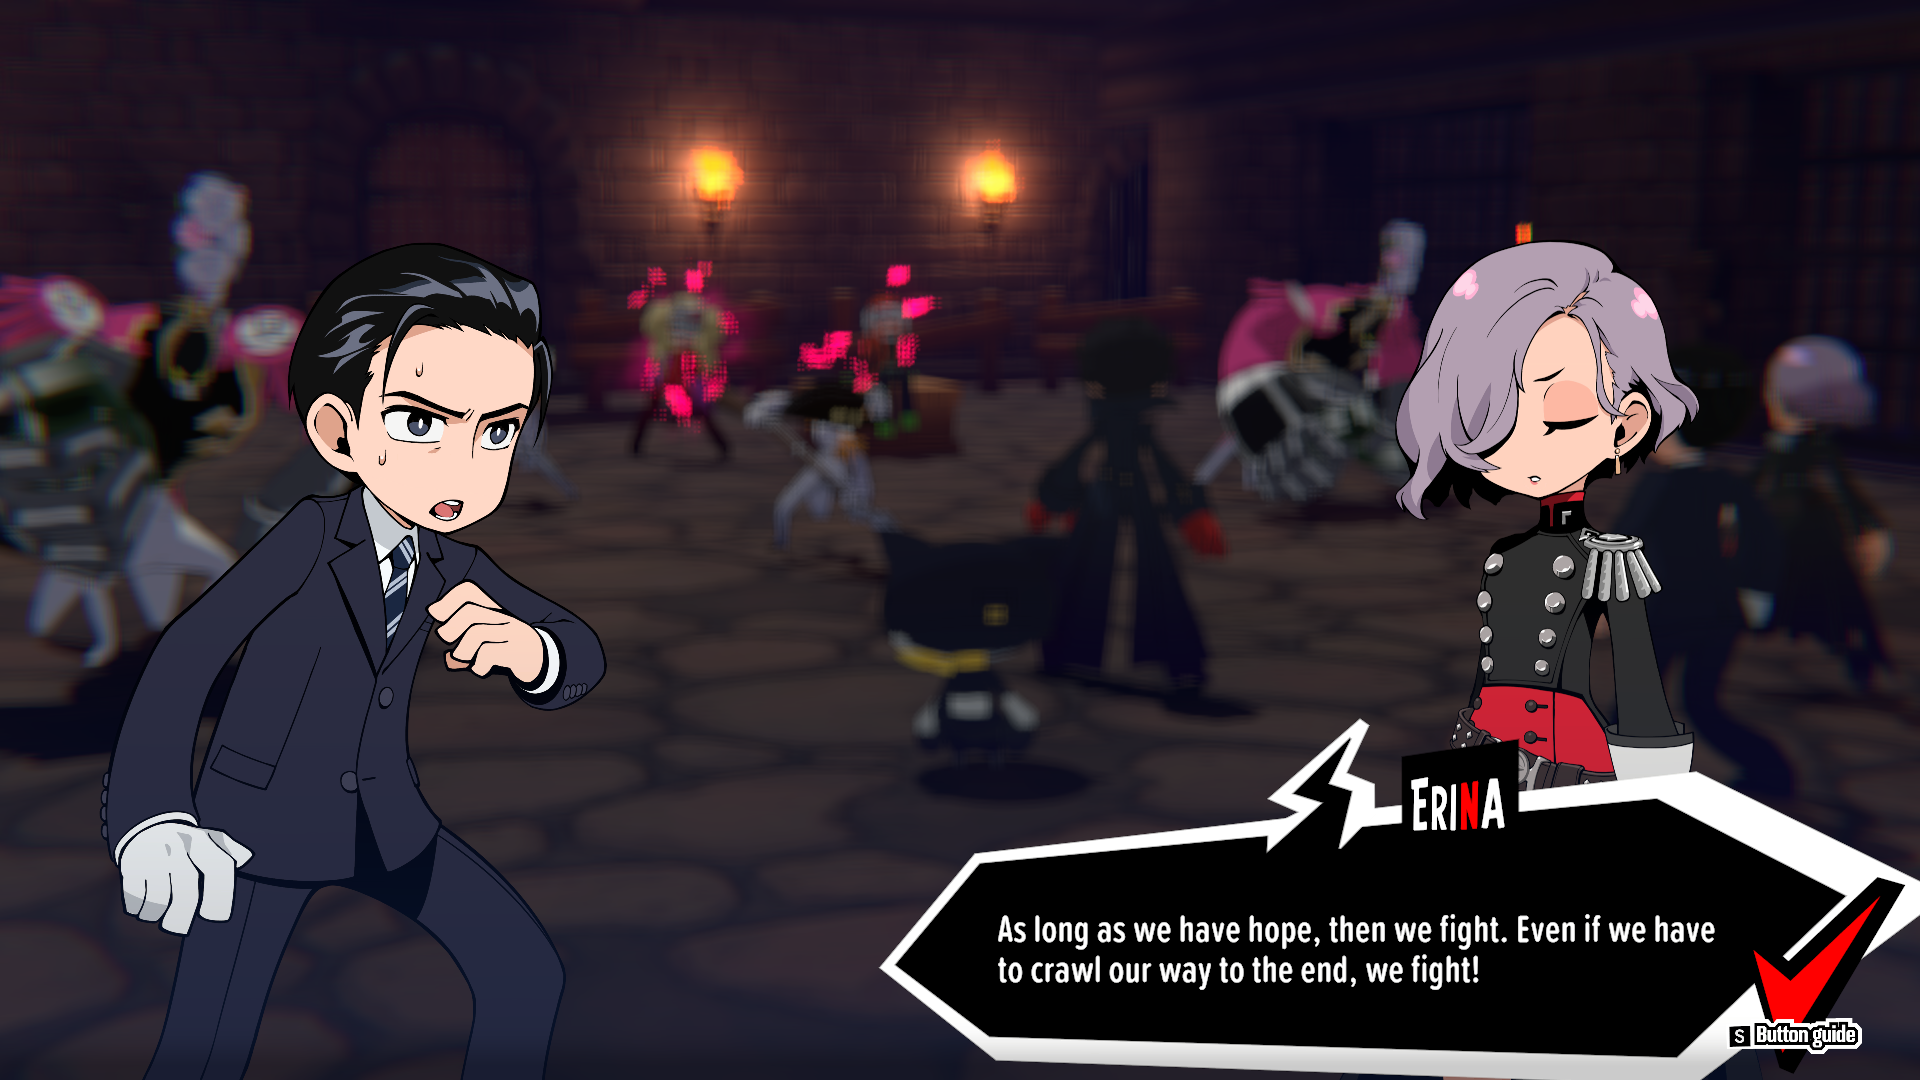 ERINA
As long as we have hope, then we fight. Even if we have
to crawl our way to the end, we fight!
S Button guide